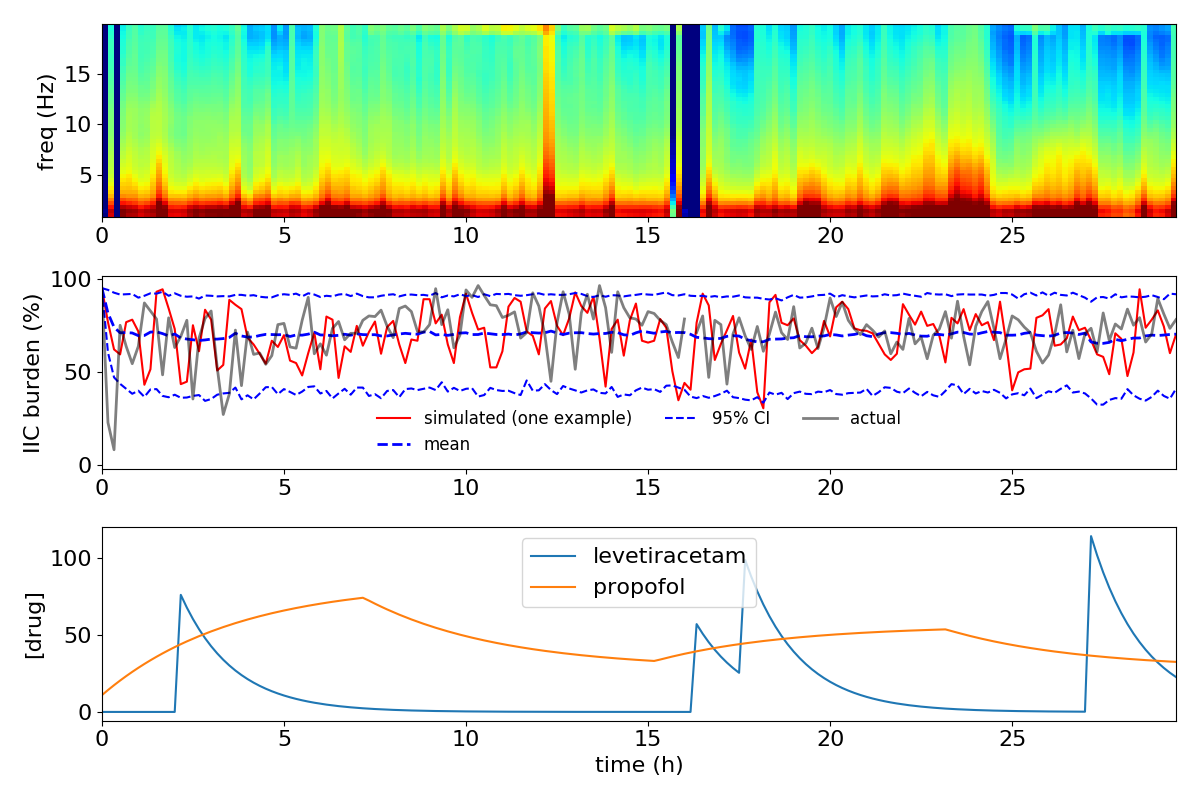 freq (Hz)
15
10
5
0 5 10 15 20 25
IIC burden (%)
100
50
0
simulated (one example) 95% CI actual
mean
0 5 10 15 20 25
[drug]
100
50
0
levetiracetam
propofol
0 5 10 15 20 25
time (h)